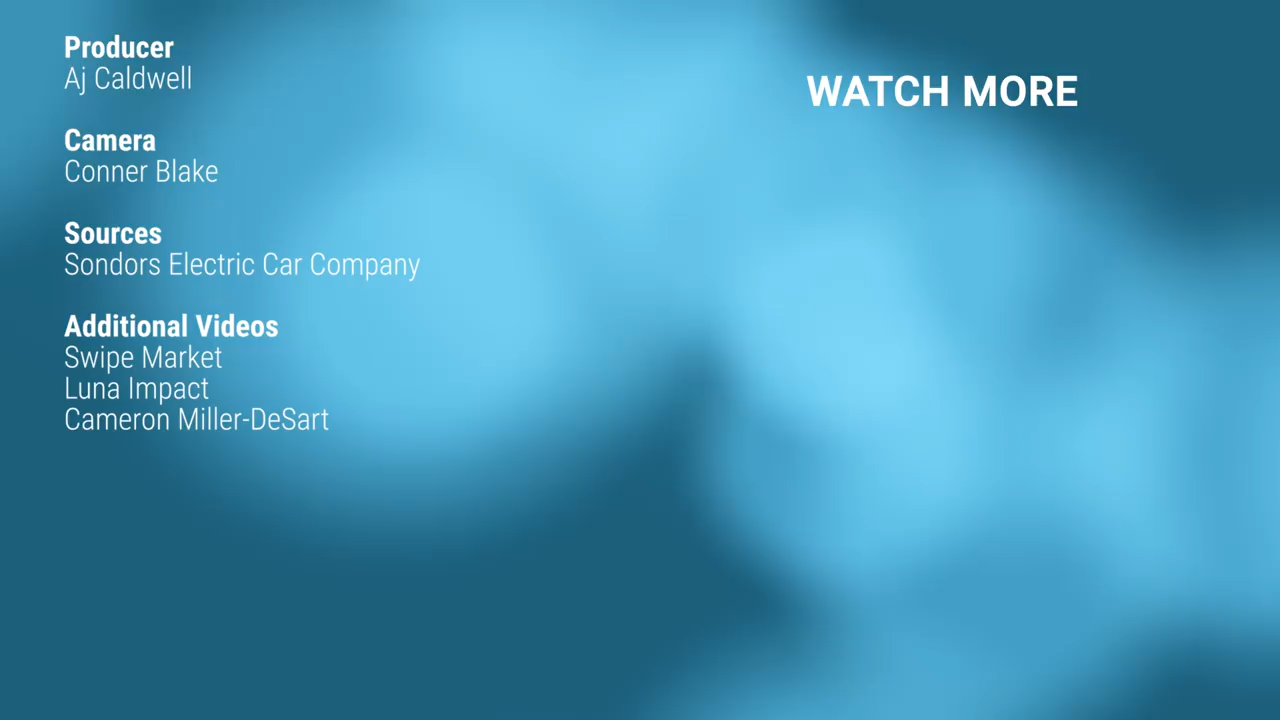 Producer
Aj Caldwell
Camera
Conner Blake
Sources
Sondors Electric Car Company
Additional Videos
Swipe Market
Luna Impact
Cameron Miller-DeSart
WATCH MORE